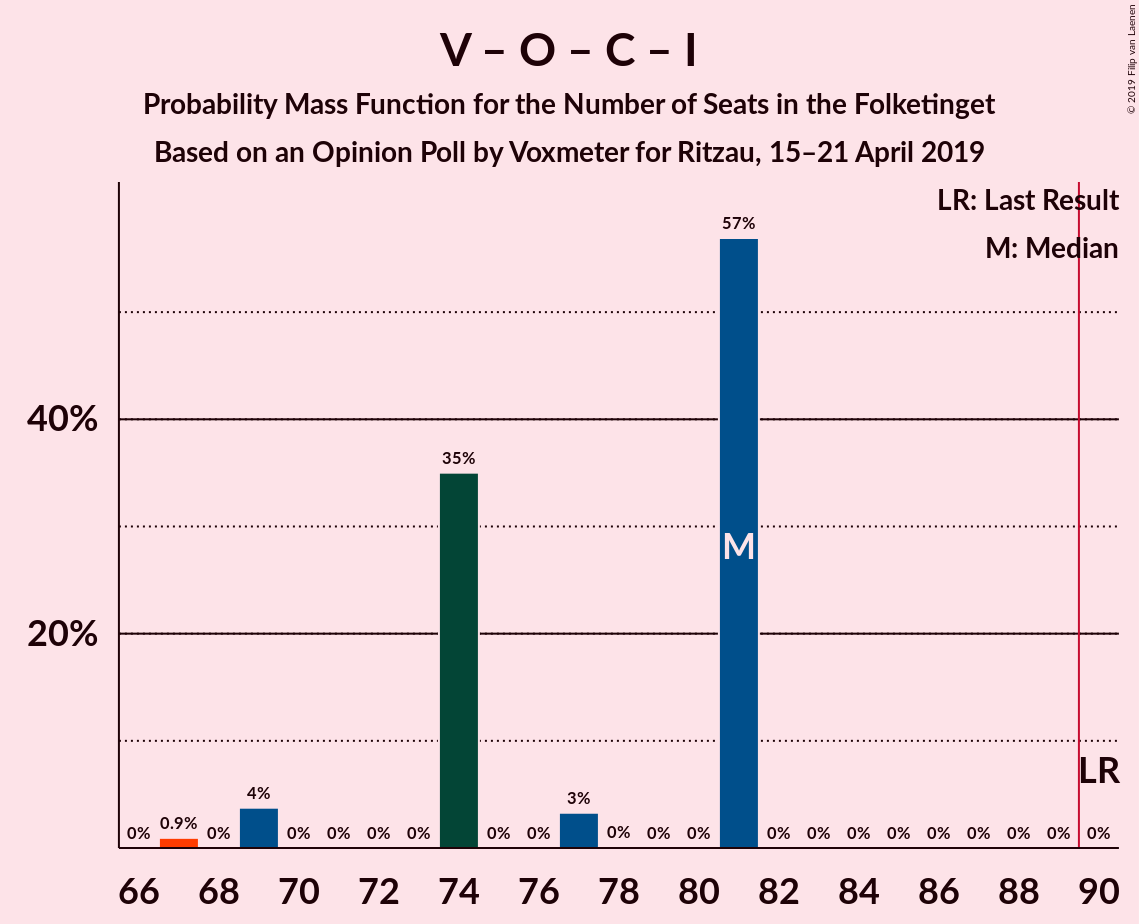 V – O – C – I
Probability Mass Function for the Number of Seats in the Folketinget
Based on an Opinion Poll by Voxmeter for Ritzau, 15–21 April 2019
© 2019 Filip van Laenen
LR: Last Result
M: Median
57%
40%
35%
M
20%
LR
0% 0.9% 0% 4% 0% 0% 0% 0% 0% 0% 3% 0% 0% 0% 0% 0% 0% 0% 0% 0% 0% 0% 0%
66 68 70 72 74 76 78 80 82 84 86 88 90